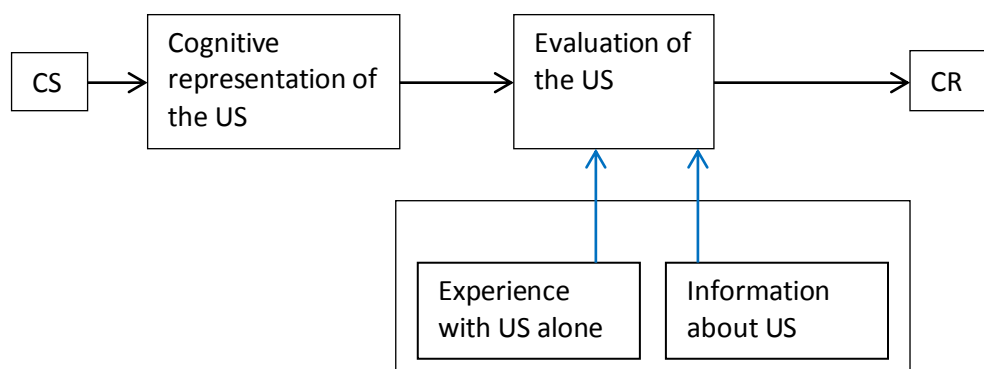 CS
Cognitive
representation of
the US
Evaluation of
the US
CR
Experience
with US alone
Information
about US